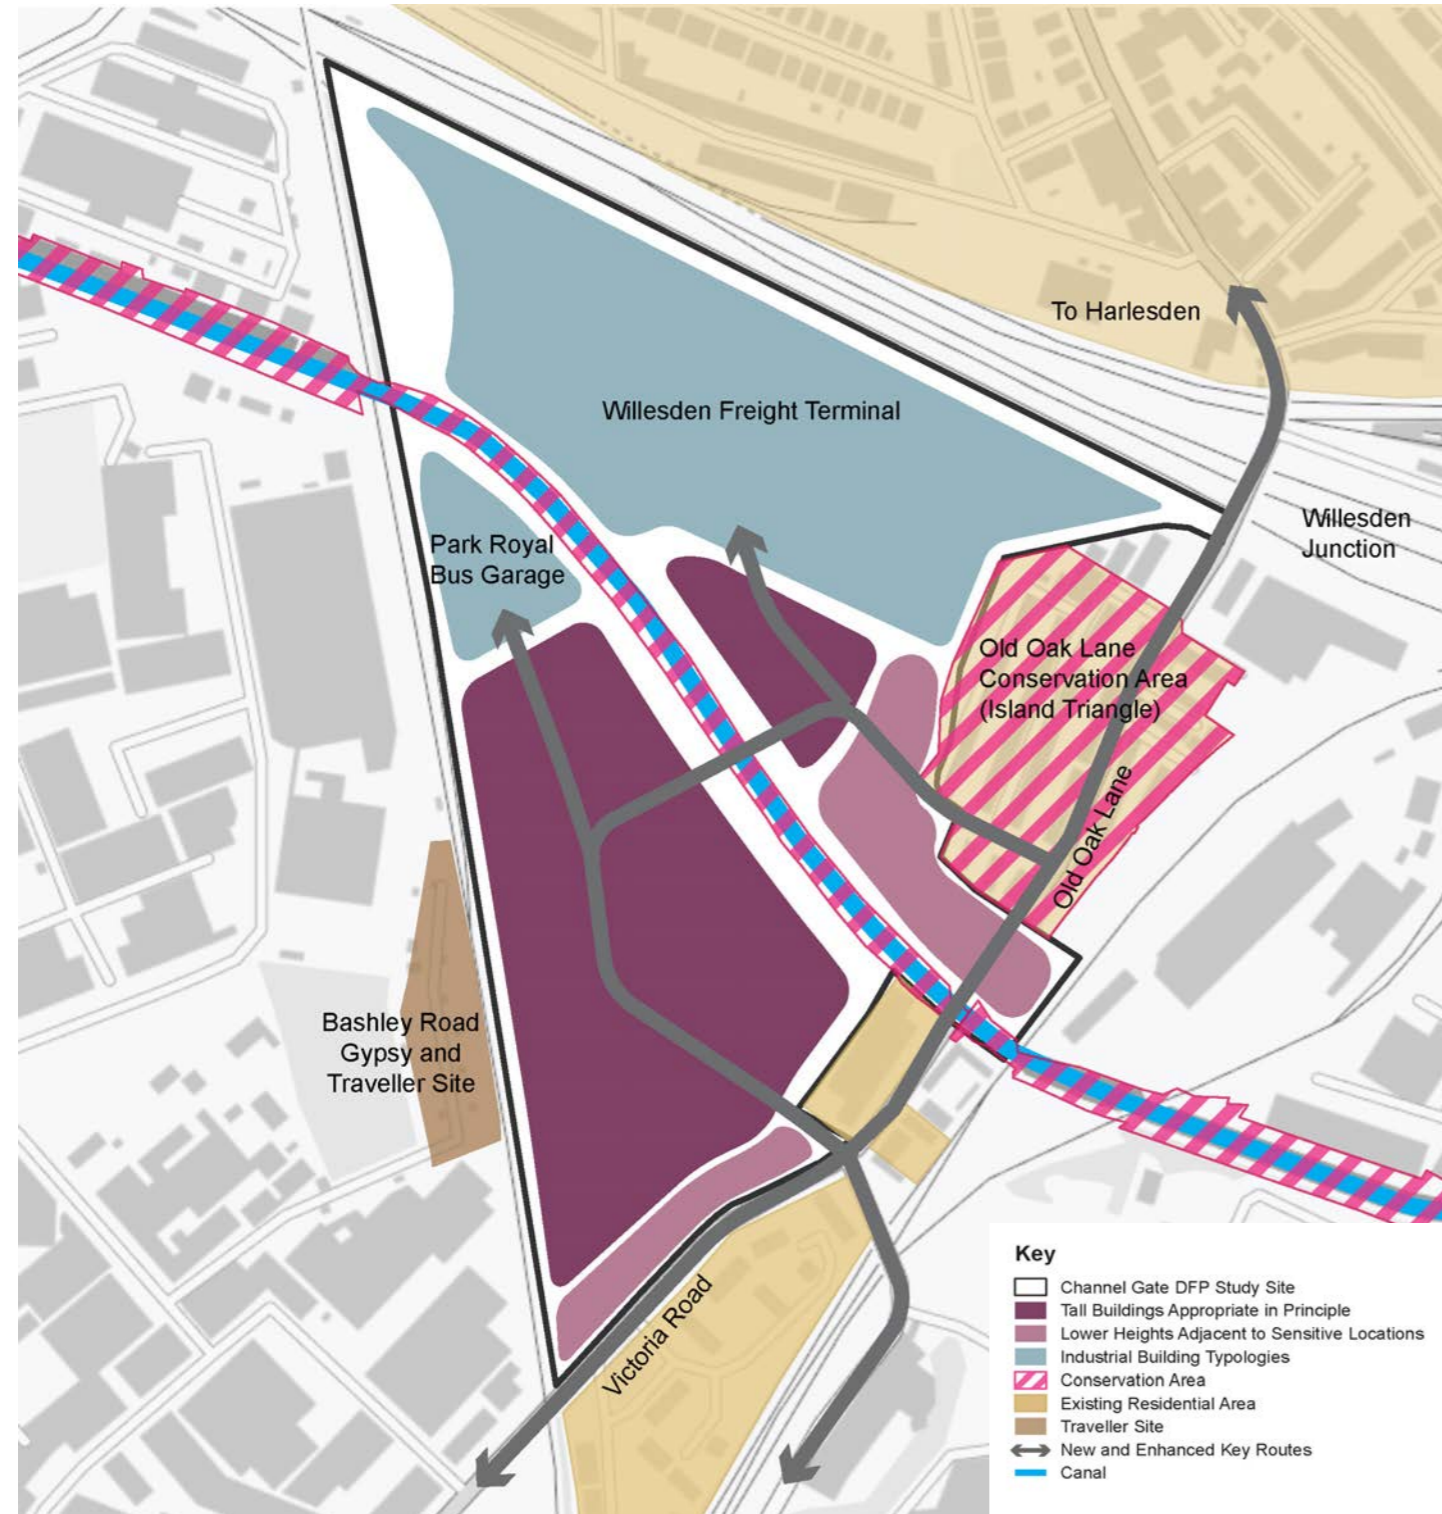 To Harlesden
Willesden Freight Terminal
Willesden
Junction
Park Royal
Bus Garage
Old Oak Lane
Conservation Area
(Island Triangle)
Old Oak Lane
Bashley Road
Gypsy and
Traveller Site
Victoria Road
Key
Channel Gate DFP Study Site
Tall Buildings Appropriate in Principle
Lower Heights Adjacent to Sensitive Locations
Industrial Building Typologies
Conservation Area
Existing Residential Area
Traveller Site
New and Enhanced Key Routes
Canal